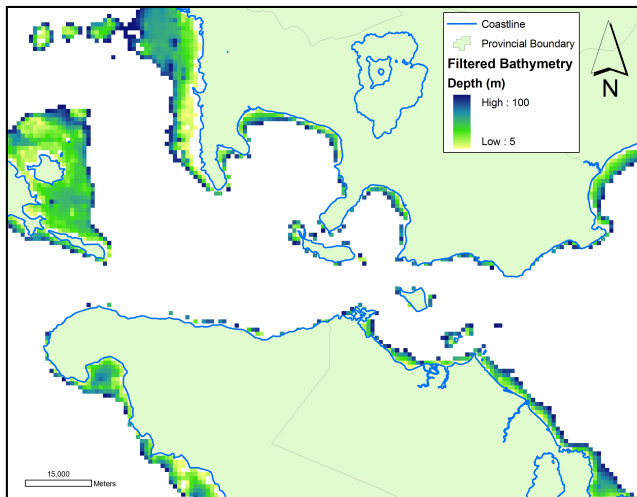 Coastline
Provincial Boundary
Filtered Bathymetry
Depth (m)
High : 100
Low : 5
N
15,000
Meters